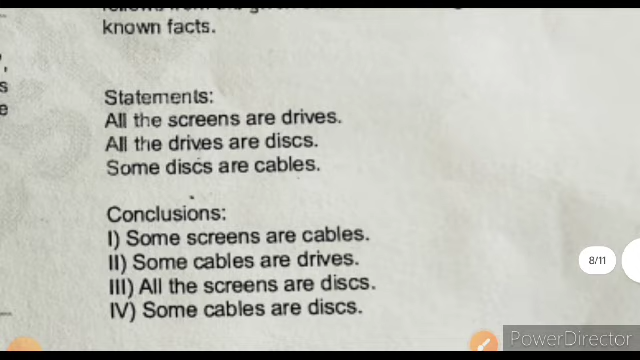 known facts.
s
e
Statements:
All the screens are drives.
All the drives are discs.
Some discs are cables.
Conclusions:
I) Some screens are cables.
II) Some cables are drives.
III) All the screens are discs.
IV) Some cables are discs.
8/11
PowerDirector